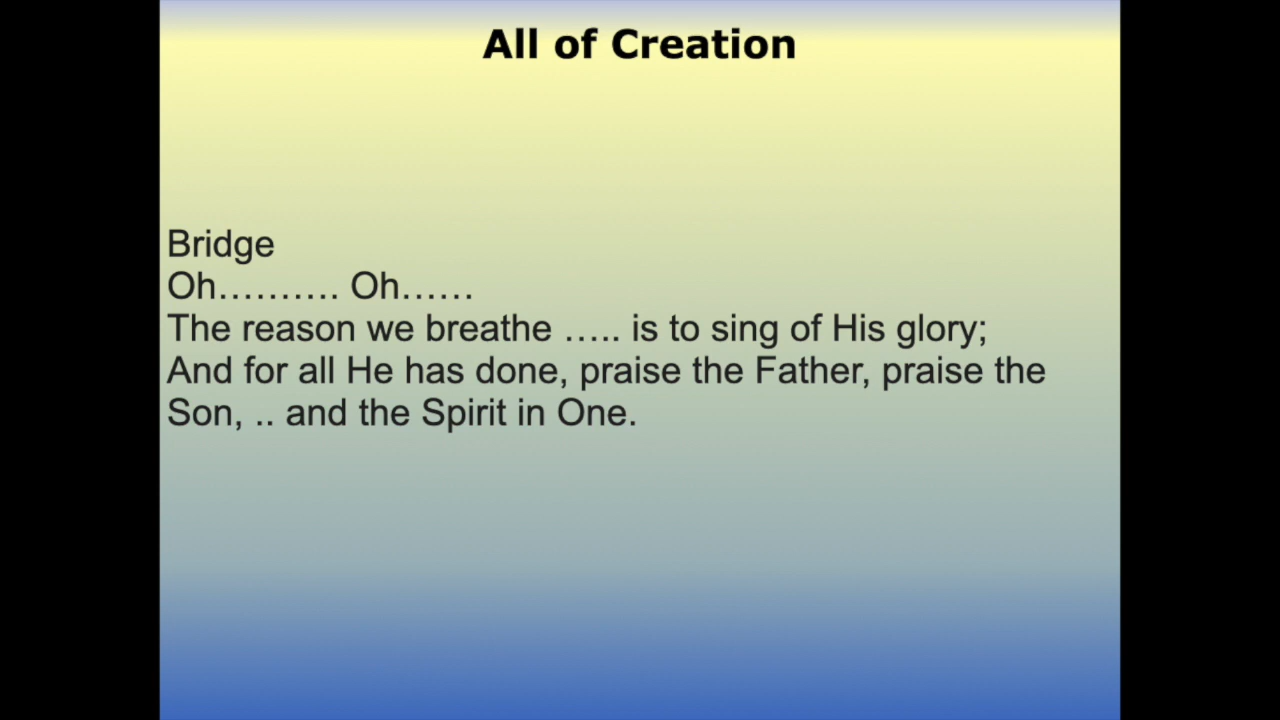 All of Creation
Bridge
Oh.......... Oh......
The reason we breathe ..... is to sing of His glory;
And for all He has done, praise the Father, praise the
Son, .. and the Spirit in One.